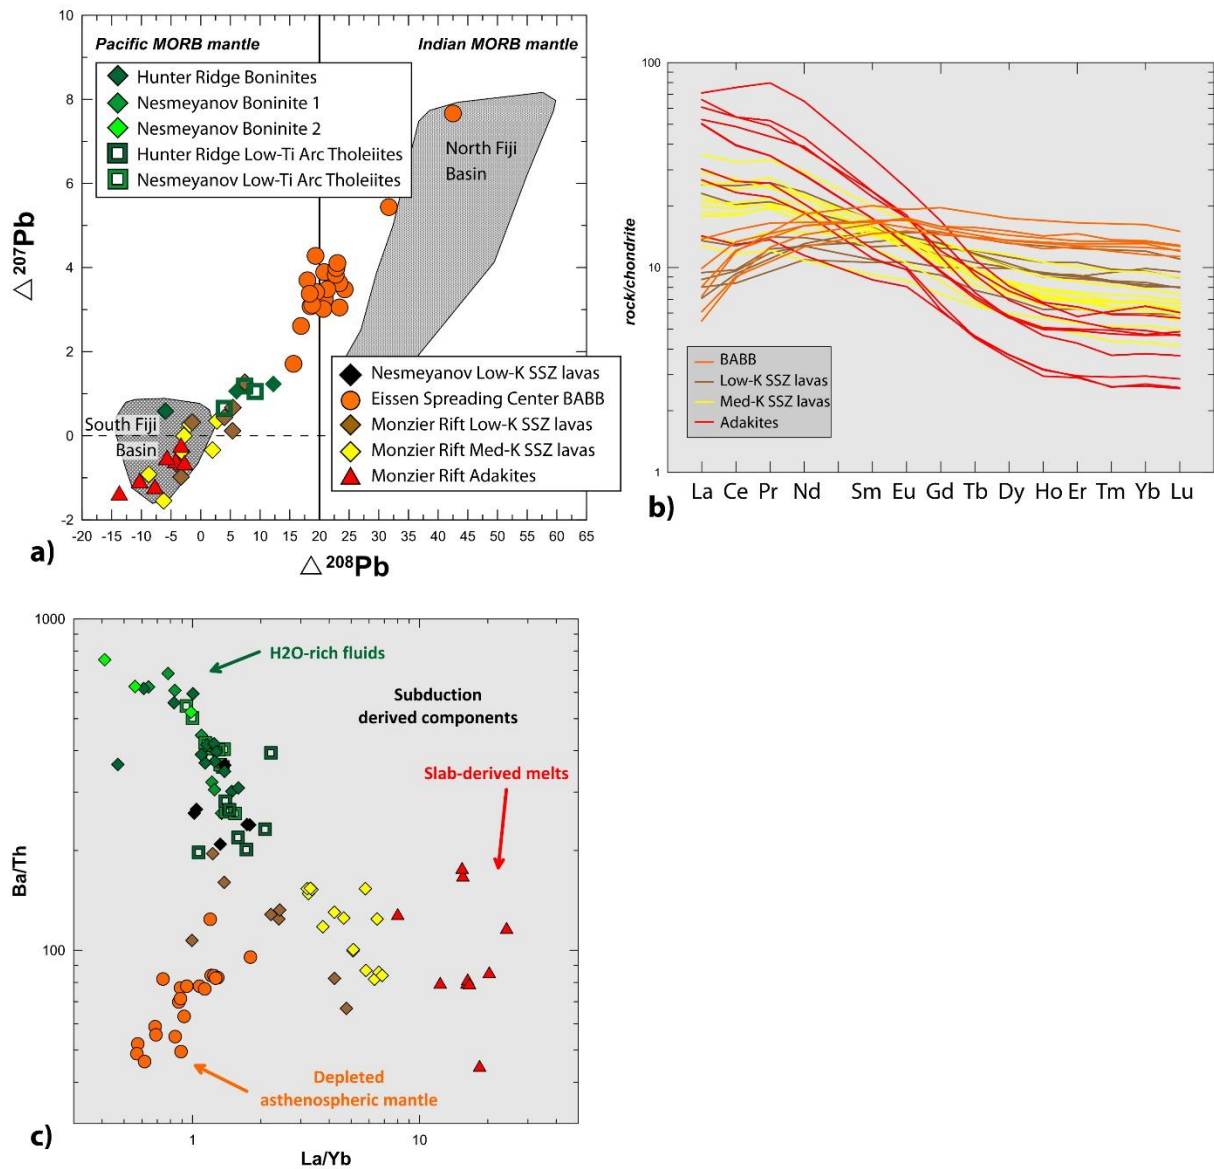 10
8
6
4
2
0
-2
△ ²⁰⁷Pb
Pacific MORB mantle
Indian MORB mantle
Hunter Ridge Boninites
Nesmeyanov Boninite 1
Nesmeyanov Boninite 2
Hunter Ridge Low-Ti Arc Tholeiites
Nesmeyanov Low-Ti Arc Tholeiites
North Fiji
Basin
South Fiji
Basin
Nesmeyanov Low-K SSZ lavas
Eissen Spreading Center BABB
Monzier Rift Low-K SSZ lavas
Monzier Rift Med-K SSZ lavas
Monzier Rift Adakites
-20 -15 -10 -5 0 5 10 15 20 25 30 35 40 45 50 55 60 65
a)
△ ²⁰⁸Pb
100
10
1
rock/chondrite
BABB
Low-K SSZ lavas
Med-K SSZ lavas
Adakites
La Ce Pr Nd Sm Eu Gd Tb Dy Ho Er Tm Yb Lu
b)
1000
100
Ba/Th
H2O-rich fluids
Subduction
derived components
Slab-derived melts
Depleted
asthenospheric mantle
1 10
c)
La/Yb